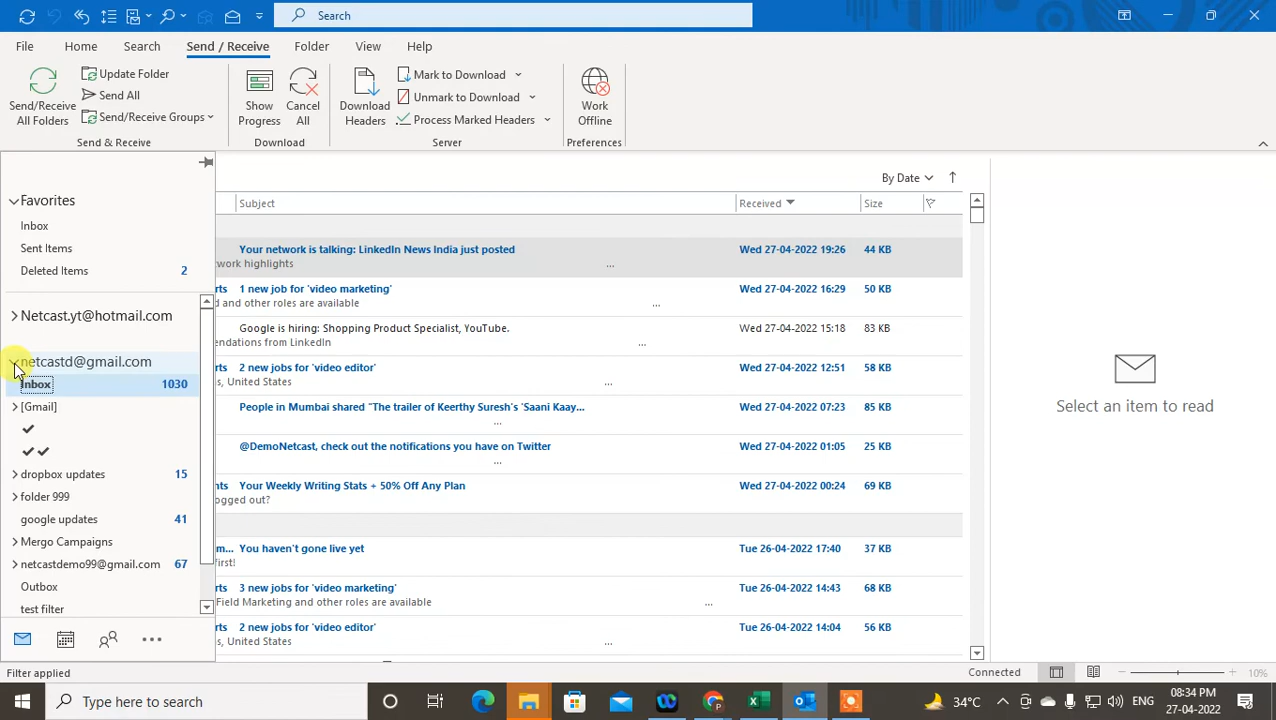 Search
File Home Search Send / Receive Folder View Help
Send/Receive All Folders
Update Folder
Send All
Send/Receive Groups
Send & Receive
Show Progress
Cancel All
Download
Download Headers
Mark to Download
Unmark to Download
Process Marked Headers
Server
Work Offline
Preferences
Favorites
Inbox
Sent Items
Deleted Items 2
Netcast.yt@hotmail.com
netcastd@gmail.com
Inbox 1030
[Gmail]
dropbox updates 15
folder 999
google updates 41
Mergo Campaigns
netcastdemo99@gmail.com 67
Outbox
test filter
By Date
Subject Received Size
Your network is talking: LinkedIn News India just posted Wed 27-04-2022 19:26 44 KB
work highlights ...
rts 1 new job for 'video marketing' Wed 27-04-2022 16:29 50 KB
d and other roles are available ...
Google is hiring: Shopping Product Specialist, YouTube. Wed 27-04-2022 15:18 83 KB
endations from LinkedIn ...
rts 2 new jobs for 'video editor' Wed 27-04-2022 12:51 58 KB
s, United States ...
People in Mumbai shared "The trailer of Keerthy Suresh's 'Saani Kaay... Wed 27-04-2022 07:23 85 KB
...
@DemoNetcast, check out the notifications you have on Twitter Wed 27-04-2022 01:05 25 KB
...
nts Your Weekly Writing Stats + 50% Off Any Plan Wed 27-04-2022 00:24 69 KB
ogged out?
m... You haven't gone live yet Tue 26-04-2022 17:40 37 KB
first!
rts 3 new jobs for 'video marketing' Tue 26-04-2022 14:43 68 KB
Field Marketing and other roles are available ...
rts 2 new jobs for 'video editor' Tue 26-04-2022 14:04 56 KB
s, United States ...
Select an item to read
Filter applied
Connected
10%
Type here to search
34°C
ENG
08:34 PM
27-04-2022